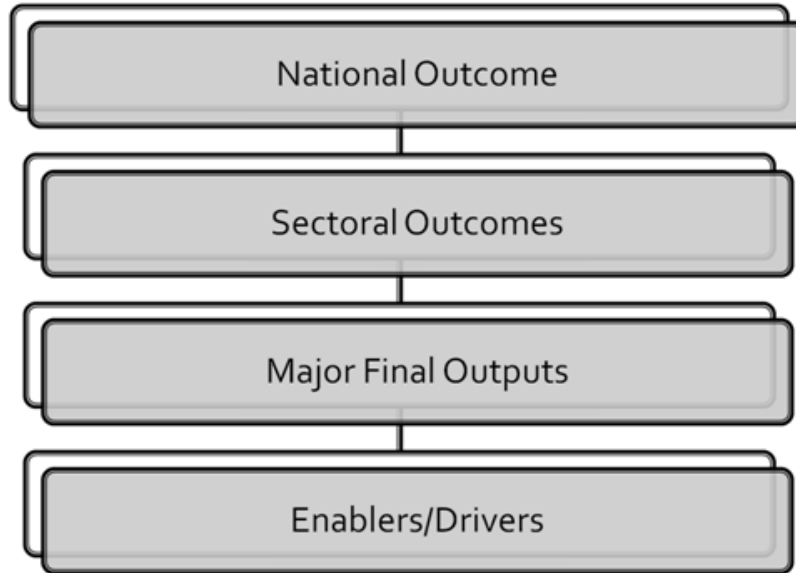 National Outcome
Sectoral Outcomes
Major Final Outputs
Enablers/Drivers